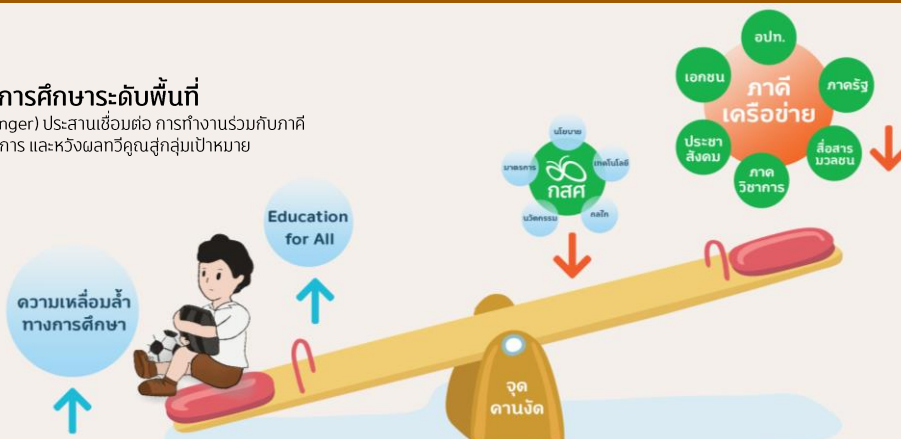 การศึกษาระดับพื้นที่
nger) ประสานเชื่อมต่อ การทำงานร่วมกับภาคี
การ และหวังผลทวีคูณสู่กลุ่มเป้าหมาย
อปท.
เอกชน
ภาครัฐ
ภาคี
เครือข่าย
ประชา
สังคม
สื่อสาร
มวลชน
ภาค
วิชาการ
นโยบาย
มาตรการ
เทคโนโลยี
กสศ
นวัตกรรม
กลไก
Education
for All
ความเหลื่อมล้ำ
ทางการศึกษา
จุด
คานงัด